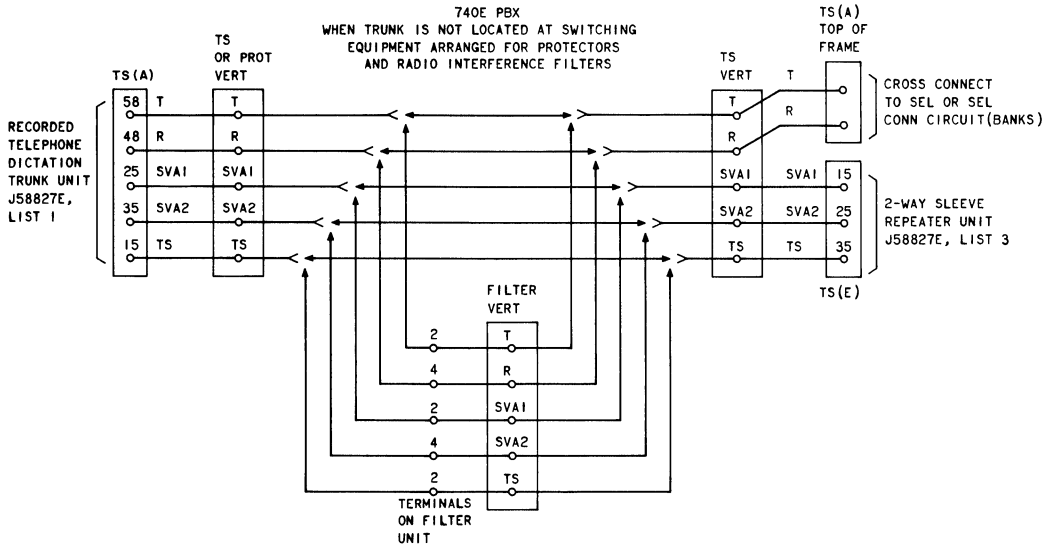 740E PBX
WHEN TRUNK IS NOT LOCATED AT SWITCHING
EQUIPMENT ARRANGED FOR PROTECTORS
AND RADIO INTERFERENCE FILTERS
TS(A)
TS
OR PROT
VERT
TS
VERT
TS(A)
TOP OF
FRAME
RECORDED
TELEPHONE
DICTATION
TRUNK UNIT
J58827E,
LIST 1
58 T T T T
48 R R R R
25 SVA1 SVA1 SVA1 SVA1 15
35 SVA2 SVA2 SVA2 SVA2 25
15 TS TS TS TS 35
CROSS CONNECT
TO SEL OR SEL
CONN CIRCUIT(BANKS)
2-WAY SLEEVE
REPEATER UNIT
J58827E, LIST 3
TS(E)
FILTER
VERT
2 T
4 R
2 SVA1
4 SVA2
2 TS
TERMINALS
ON FILTER
UNIT